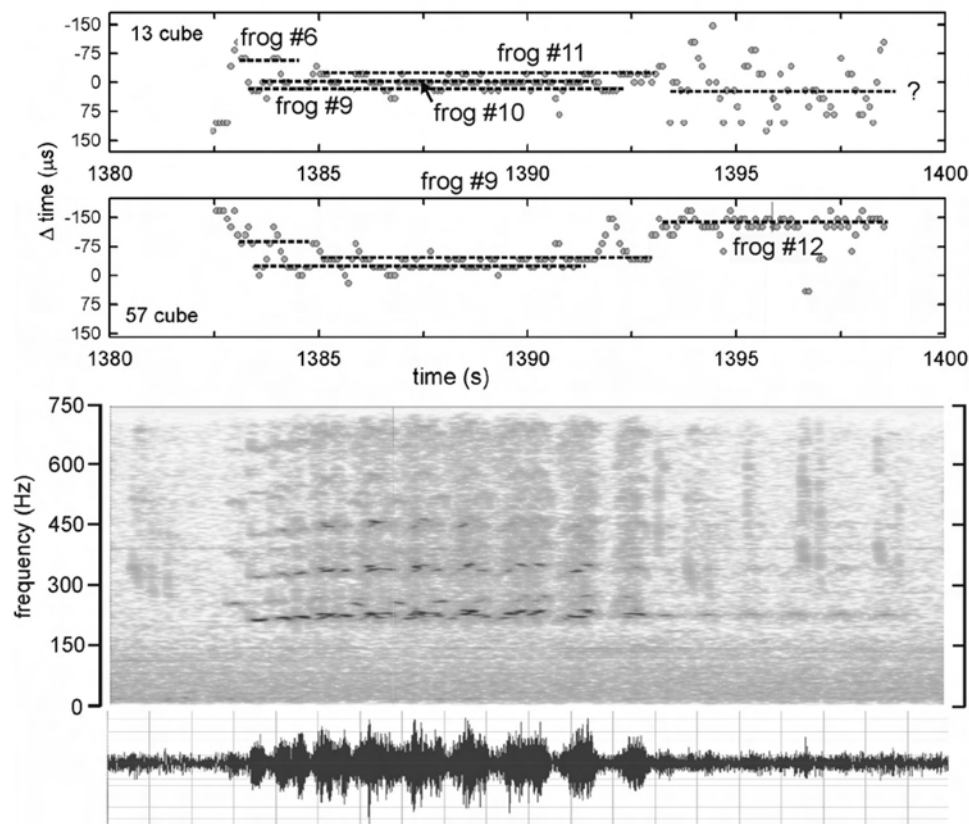 -150
13 cube
frog #6
-75
frog #11
0
75
frog #9
frog #10
?
150
Δ time (μs)
1380 1385 1390 1395 1400
frog #9
-150
-75
0
frog #12
75
57 cube
150
1380 1385 1390 1395 1400
time (s)
750
600
450
300
150
0
frequency (Hz)